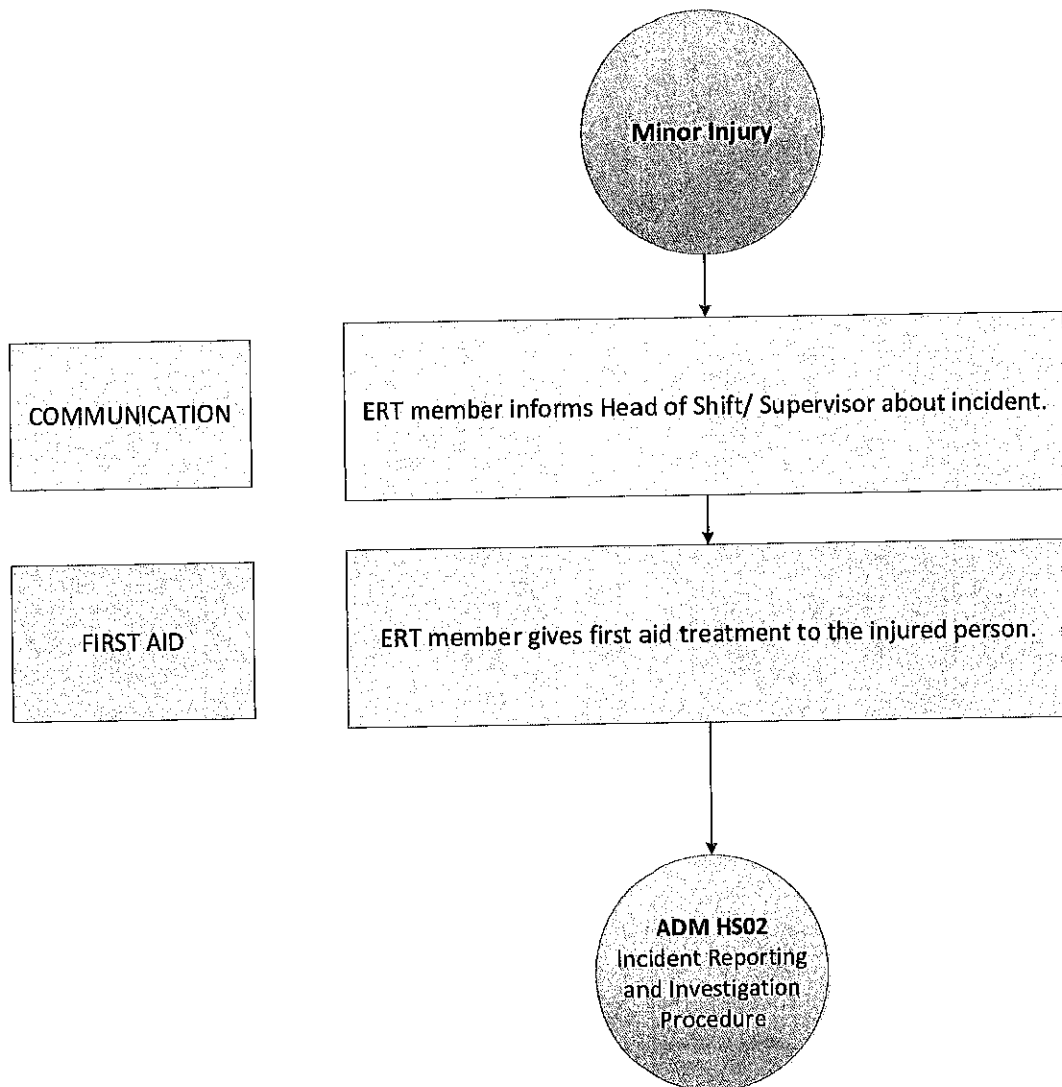 Minor Injury
COMMUNICATION
ERT member informs Head of Shift/ Supervisor about incident.
FIRST AID
ERT member gives first aid treatment to the injured person.
ADM HS02
Incident Reporting
and Investigation
Procedure